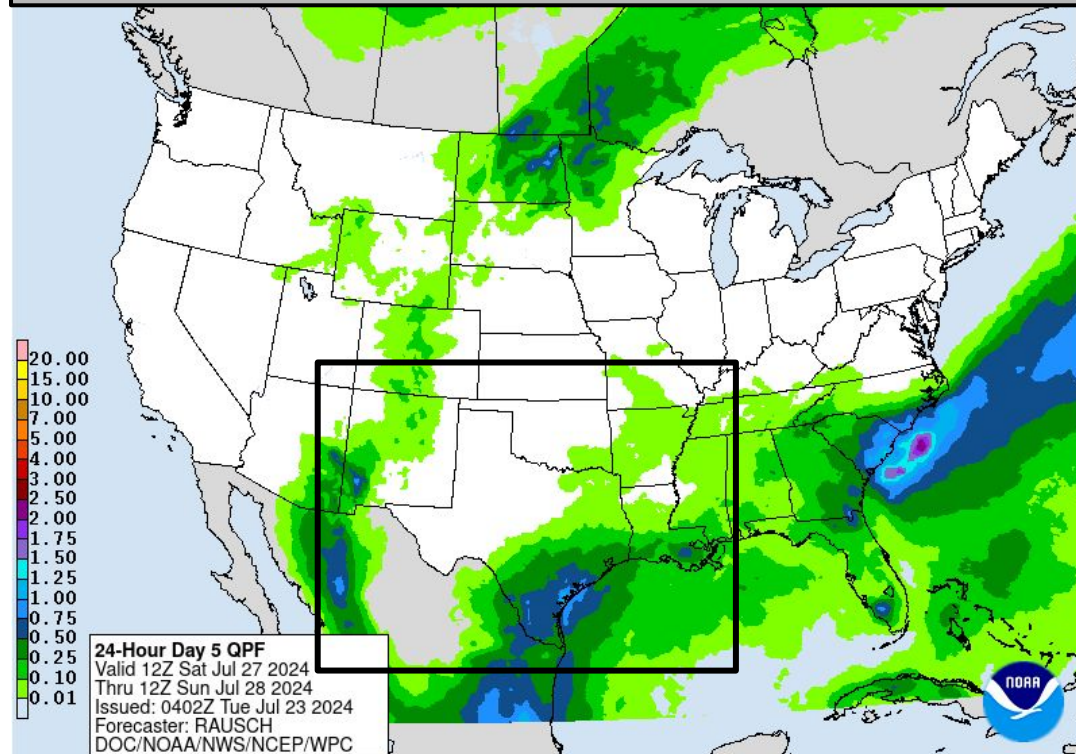 20.00
15.00
10.00
7.00
5.00
4.00
3.00
2.50
2.00
1.75
1.50
1.25
1.00
0.75
0.50
0.25
0.10
0.01
24-Hour Day 5 QPF
Valid 12Z Sat Jul 27 2024
Thru 12Z Sun Jul 28 2024
Issued: 0402Z Tue Jul 23 2024
Forecaster: RAUSCH
DOC/NOAA/NWS/NCEP/WPC
NOAA